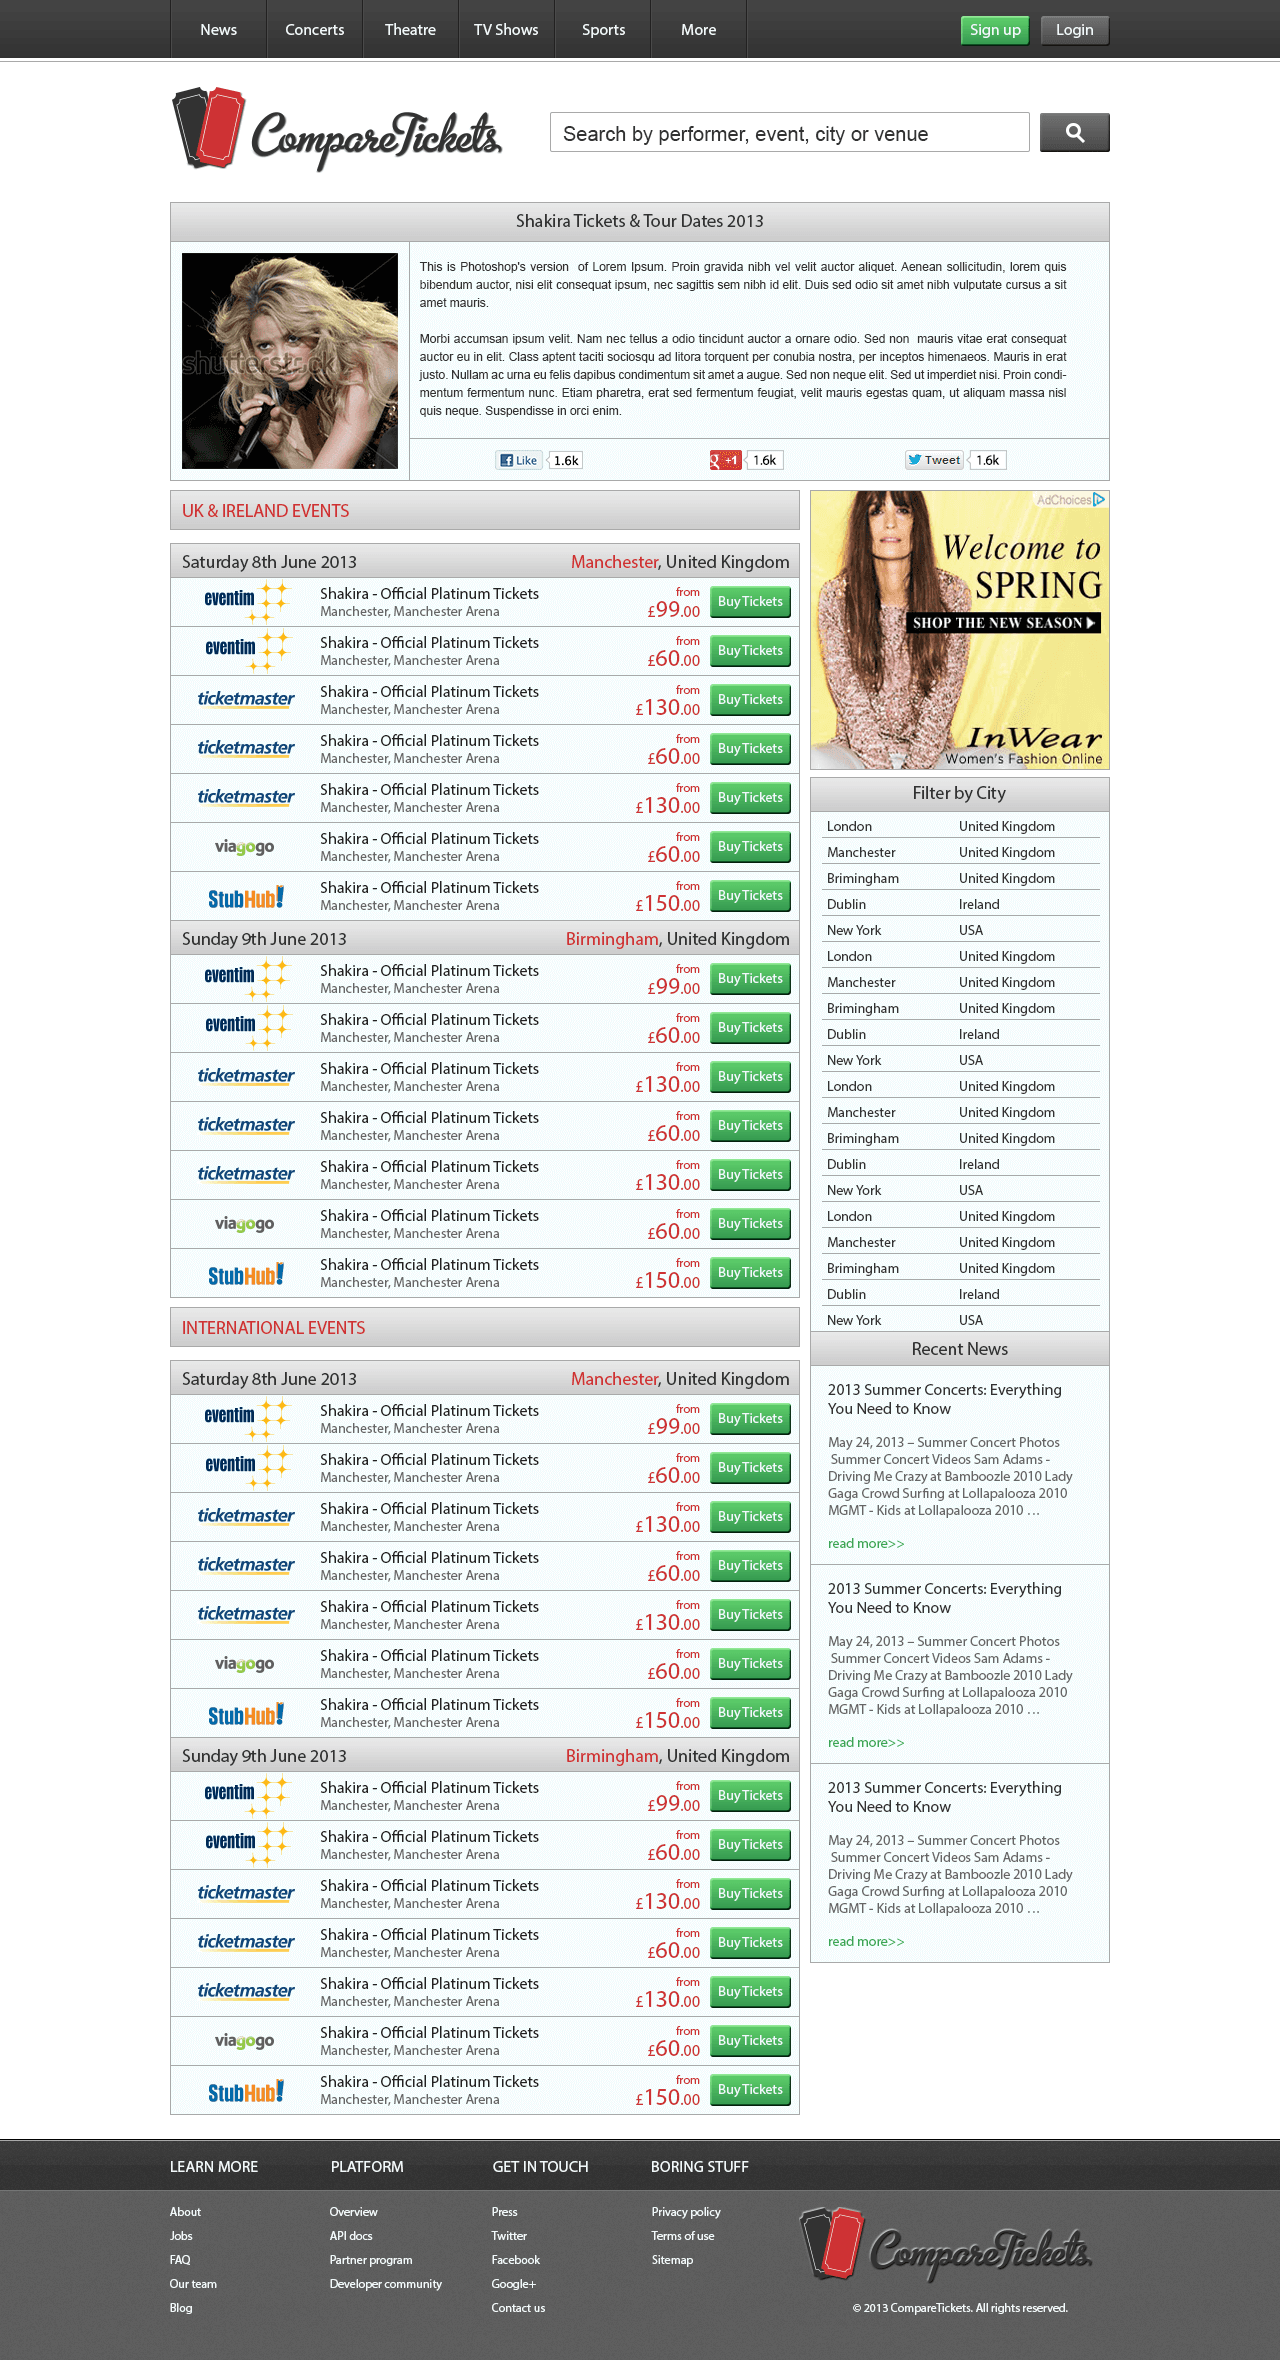 News Concerts Theatre TV Shows Sports More Sign up Login
CompareTickets
Search by performer, event, city or venue
Shakira Tickets & Tour Dates 2013
shutterstock
This is Photoshop's version  of Lorem Ipsum. Proin gravida nibh vel velit auctor aliquet. Aenean sollicitudin, lorem quis
bibendum auctor, nisi elit consequat ipsum, nec sagittis sem nibh id elit. Duis sed odio sit amet nibh vulputate cursus a sit
amet mauris.
Morbi accumsan ipsum velit. Nam nec tellus a odio tincidunt auctor a ornare odio. Sed non  mauris vitae erat consequat
auctor eu in elit. Class aptent taciti sociosqu ad litora torquent per conubia nostra, per inceptos himenaeos. Mauris in erat
justo. Nullam ac urna eu felis dapibus condimentum sit amet a augue. Sed non neque elit. Sed ut imperdiet nisi. Proin condi-
mentum fermentum nunc. Etiam pharetra, erat sed fermentum feugiat, velit mauris egestas quam, ut aliquam massa nisl
quis neque. Suspendisse in orci enim.
Like 1.6k g +1 1.6k Tweet 1.6k
UK & IRELAND EVENTS
Saturday 8th June 2013 Manchester, United Kingdom
eventim Shakira - Official Platinum Tickets from
Manchester, Manchester Arena £99.00 Buy Tickets
eventim Shakira - Official Platinum Tickets from
Manchester, Manchester Arena £60.00 Buy Tickets
ticketmaster Shakira - Official Platinum Tickets from
Manchester, Manchester Arena £130.00 Buy Tickets
ticketmaster Shakira - Official Platinum Tickets from
Manchester, Manchester Arena £60.00 Buy Tickets
ticketmaster Shakira - Official Platinum Tickets from
Manchester, Manchester Arena £130.00 Buy Tickets
viagogo Shakira - Official Platinum Tickets from
Manchester, Manchester Arena £60.00 Buy Tickets
StubHub! Shakira - Official Platinum Tickets from
Manchester, Manchester Arena £150.00 Buy Tickets
Sunday 9th June 2013 Birmingham, United Kingdom
eventim Shakira - Official Platinum Tickets from
Manchester, Manchester Arena £99.00 Buy Tickets
eventim Shakira - Official Platinum Tickets from
Manchester, Manchester Arena £60.00 Buy Tickets
ticketmaster Shakira - Official Platinum Tickets from
Manchester, Manchester Arena £130.00 Buy Tickets
ticketmaster Shakira - Official Platinum Tickets from
Manchester, Manchester Arena £60.00 Buy Tickets
ticketmaster Shakira - Official Platinum Tickets from
Manchester, Manchester Arena £130.00 Buy Tickets
viagogo Shakira - Official Platinum Tickets from
Manchester, Manchester Arena £60.00 Buy Tickets
StubHub! Shakira - Official Platinum Tickets from
Manchester, Manchester Arena £150.00 Buy Tickets
INTERNATIONAL EVENTS
Saturday 8th June 2013 Manchester, United Kingdom
eventim Shakira - Official Platinum Tickets from
Manchester, Manchester Arena £99.00 Buy Tickets
eventim Shakira - Official Platinum Tickets from
Manchester, Manchester Arena £60.00 Buy Tickets
ticketmaster Shakira - Official Platinum Tickets from
Manchester, Manchester Arena £130.00 Buy Tickets
ticketmaster Shakira - Official Platinum Tickets from
Manchester, Manchester Arena £60.00 Buy Tickets
ticketmaster Shakira - Official Platinum Tickets from
Manchester, Manchester Arena £130.00 Buy Tickets
viagogo Shakira - Official Platinum Tickets from
Manchester, Manchester Arena £60.00 Buy Tickets
StubHub! Shakira - Official Platinum Tickets from
Manchester, Manchester Arena £150.00 Buy Tickets
Sunday 9th June 2013 Birmingham, United Kingdom
eventim Shakira - Official Platinum Tickets from
Manchester, Manchester Arena £99.00 Buy Tickets
eventim Shakira - Official Platinum Tickets from
Manchester, Manchester Arena £60.00 Buy Tickets
ticketmaster Shakira - Official Platinum Tickets from
Manchester, Manchester Arena £130.00 Buy Tickets
ticketmaster Shakira - Official Platinum Tickets from
Manchester, Manchester Arena £60.00 Buy Tickets
ticketmaster Shakira - Official Platinum Tickets from
Manchester, Manchester Arena £130.00 Buy Tickets
viagogo Shakira - Official Platinum Tickets from
Manchester, Manchester Arena £60.00 Buy Tickets
StubHub! Shakira - Official Platinum Tickets from
Manchester, Manchester Arena £150.00 Buy Tickets
AdChoices
Welcome to
SPRING
SHOP THE NEW SEASON
InWear
Women's Fashion Online
Filter by City
London United Kingdom
Manchester United Kingdom
Brimingham United Kingdom
Dublin Ireland
New York USA
London United Kingdom
Manchester United Kingdom
Brimingham United Kingdom
Dublin Ireland
New York USA
London United Kingdom
Manchester United Kingdom
Brimingham United Kingdom
Dublin Ireland
New York USA
London United Kingdom
Manchester United Kingdom
Brimingham United Kingdom
Dublin Ireland
New York USA
Recent News
2013 Summer Concerts: Everything
You Need to Know
May 24, 2013 – Summer Concert Photos
Summer Concert Videos Sam Adams -
Driving Me Crazy at Bamboozle 2010 Lady
Gaga Crowd Surfing at Lollapalooza 2010
MGMT - Kids at Lollapalooza 2010 …
read more>>
2013 Summer Concerts: Everything
You Need to Know
May 24, 2013 – Summer Concert Photos
Summer Concert Videos Sam Adams -
Driving Me Crazy at Bamboozle 2010 Lady
Gaga Crowd Surfing at Lollapalooza 2010
MGMT - Kids at Lollapalooza 2010 …
read more>>
2013 Summer Concerts: Everything
You Need to Know
May 24, 2013 – Summer Concert Photos
Summer Concert Videos Sam Adams -
Driving Me Crazy at Bamboozle 2010 Lady
Gaga Crowd Surfing at Lollapalooza 2010
MGMT - Kids at Lollapalooza 2010 …
read more>>
LEARN MORE PLATFORM GET IN TOUCH BORING STUFF
About Overview Press Privacy policy
Jobs API docs Twitter Terms of use
FAQ Partner program Facebook Sitemap
Our team Developer community Google+
Blog Contact us
CompareTickets
© 2013 CompareTickets. All rights reserved.